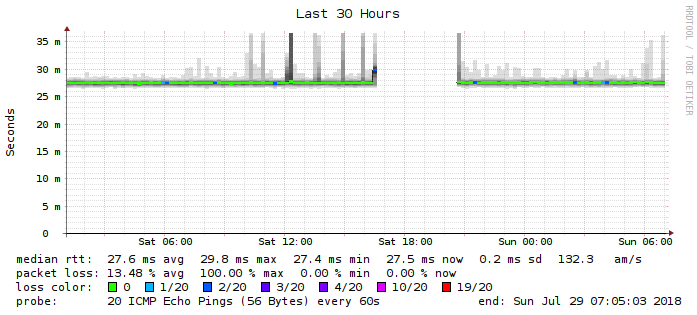 Last 30 Hours
RRDTOOL / TOBI OETIKER
Seconds
35 m
30 m
25 m
20 m
15 m
10 m
5 m
0
Sat 06:00 Sat 12:00 Sat 18:00 Sun 00:00 Sun 06:00
median rtt: 27.6 ms avg 29.8 ms max 27.4 ms min 27.5 ms now 0.2 ms sd 132.3 am/s
packet loss: 13.48 % avg 100.00 % max 0.00 % min 0.00 % now
loss color: 0 1/20 2/20 3/20 4/20 10/20 19/20
probe: 20 ICMP Echo Pings (56 Bytes) every 60s end: Sun Jul 29 07:05:03 2018